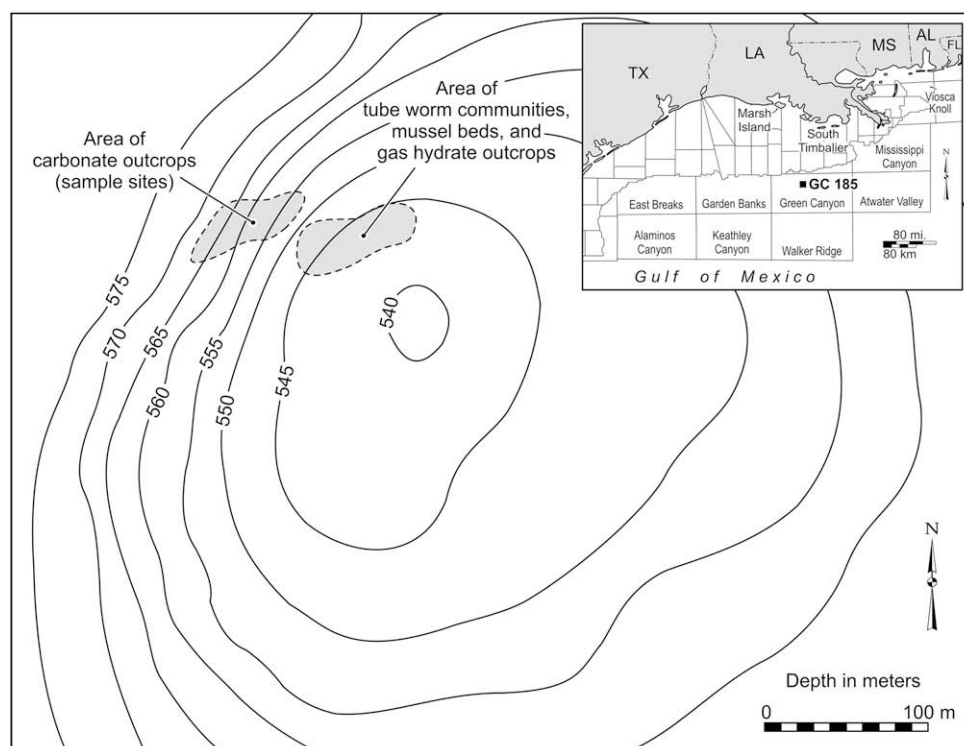 Area of
carbonate outcrops
(sample sites)
Area of
tube worm communities,
mussel beds, and
gas hydrate outcrops
575
570
565
560
555
550
545
540
TX
LA
MS
AL
FL
Marsh
Island
South
Timbalier
Viosca
Knoll
Mississippi
Canyon
N
GC 185
East Breaks
Garden Banks
Green Canyon
Atwater Valley
Alaminos
Canyon
Keathley
Canyon
Walker Ridge
80 mi.
80 km
Gulf of Mexico
N
Depth in meters
0
100 m